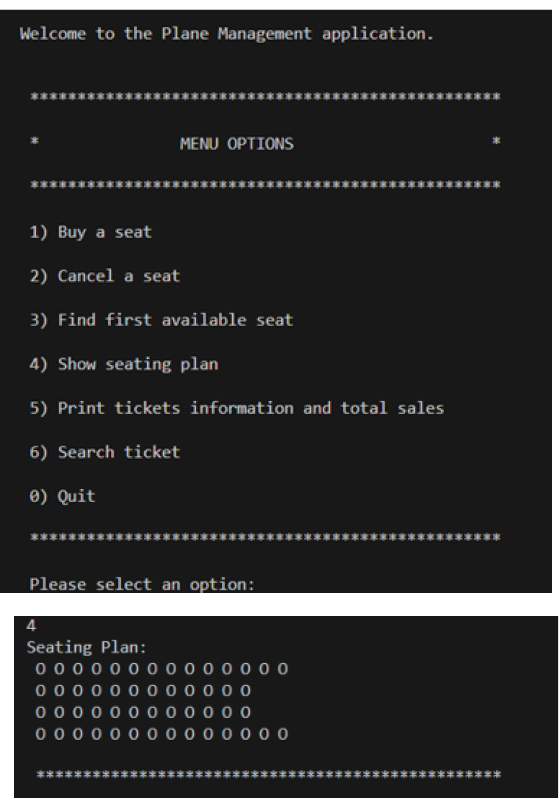 Welcome to the Plane Management application.
**************************************************
* MENU OPTIONS *
**************************************************
1) Buy a seat
2) Cancel a seat
3) Find first available seat
4) Show seating plan
5) Print tickets information and total sales
6) Search ticket
0) Quit
**************************************************
Please select an option:
4
Seating Plan:
O O O O O O O O O O O O O O
O O O O O O O O O O O O
O O O O O O O O O O O O
O O O O O O O O O O O O O O
**************************************************